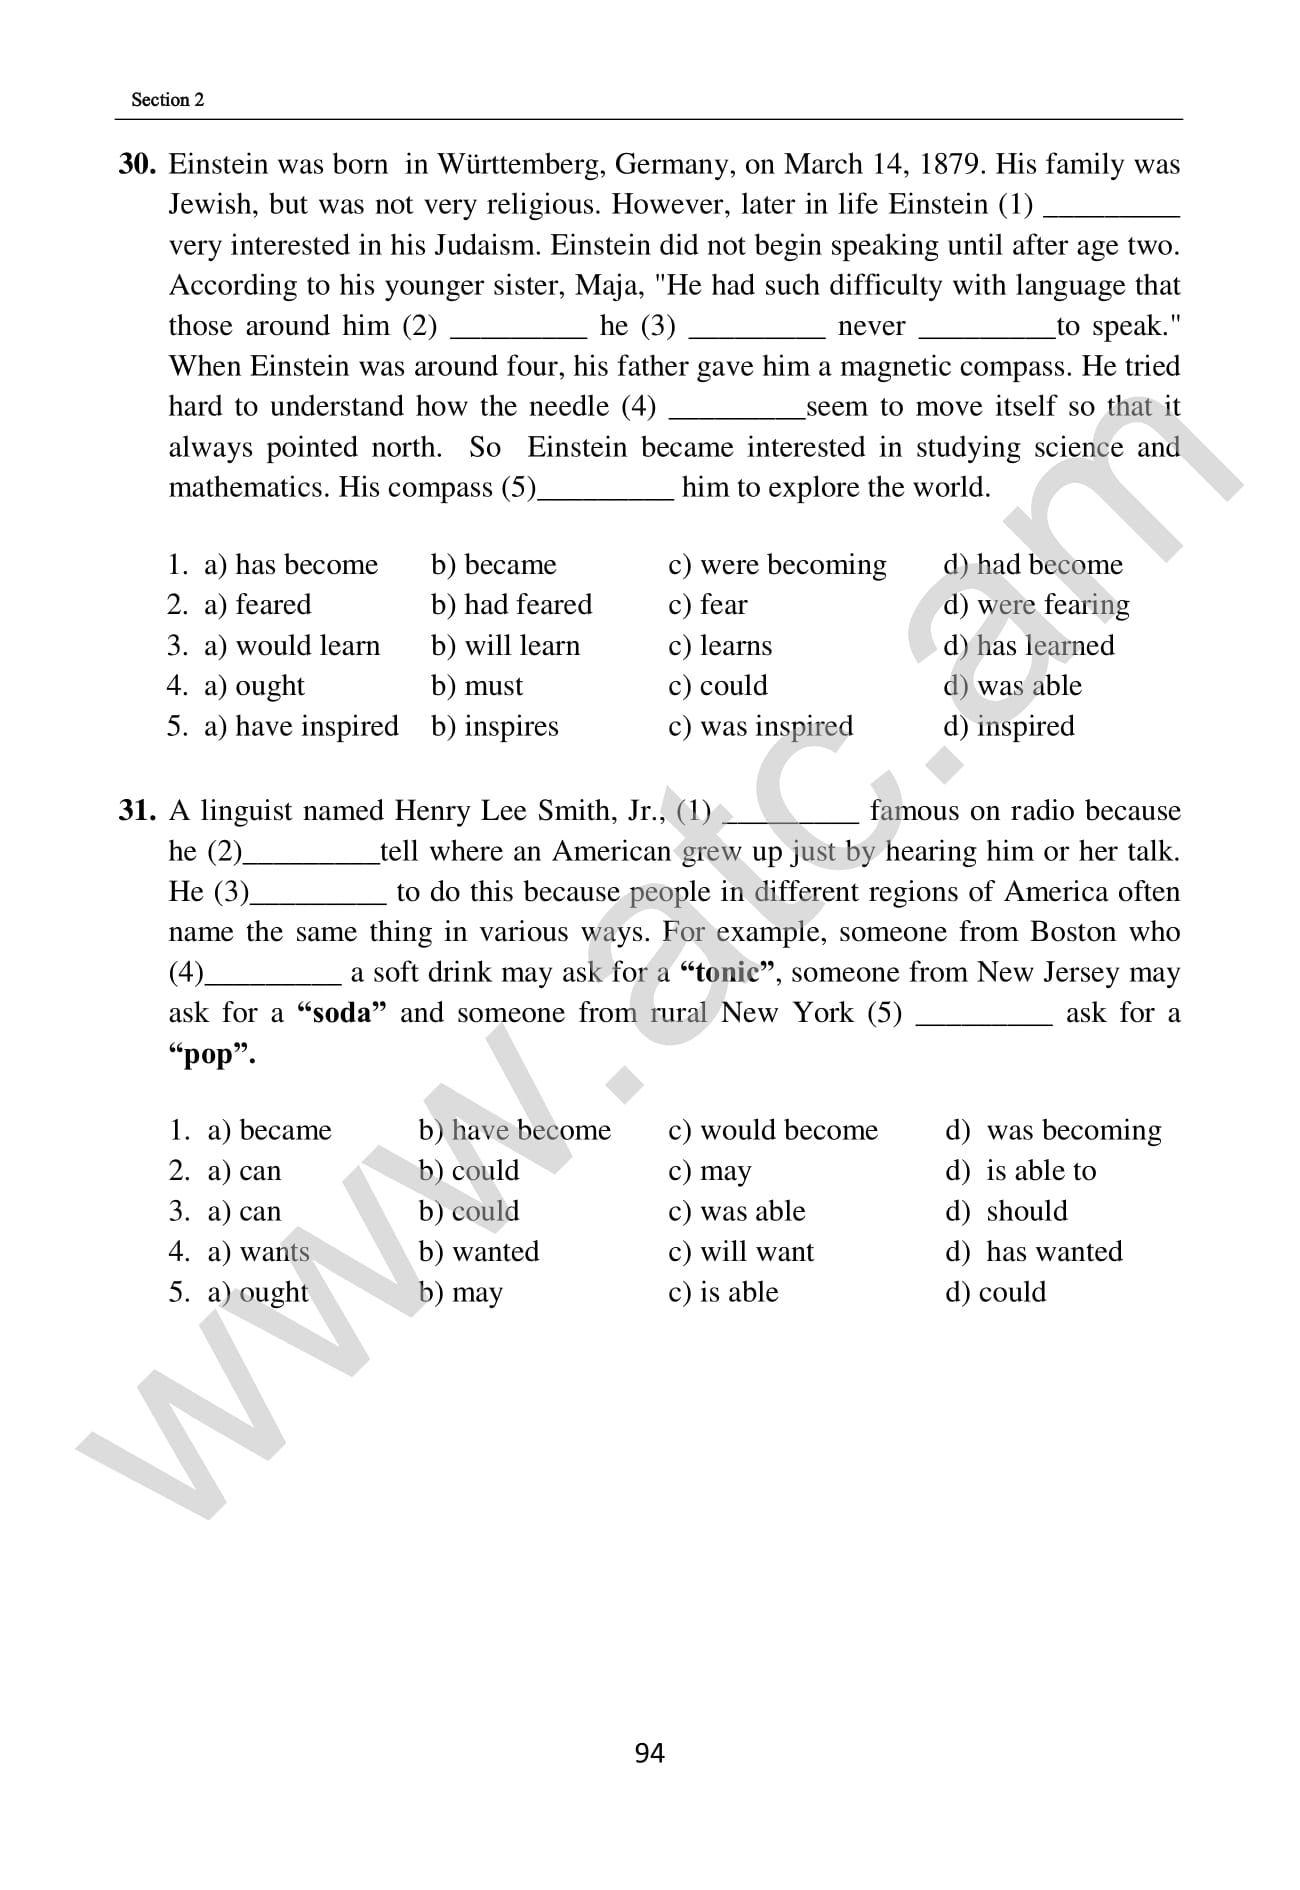 Section 2
30. Einstein was born in Württemberg, Germany, on March 14, 1879. His family was
Jewish, but was not very religious. However, later in life Einstein (1) _________
very interested in his Judaism. Einstein did not begin speaking until after age two.
According to his younger sister, Maja, "He had such difficulty with language that
those around him (2) _________ he (3) _________ never _________to speak."
When Einstein was around four, his father gave him a magnetic compass. He tried
hard to understand how the needle (4) _________seem to move itself so that it
always pointed north. So Einstein became interested in studying science and
mathematics. His compass (5)_________ him to explore the world.
1. a) has become b) became c) were becoming d) had become
2. a) feared b) had feared c) fear d) were fearing
3. a) would learn b) will learn c) learns d) has learned
4. a) ought b) must c) could d) was able
5. a) have inspired b) inspires c) was inspired d) inspired
31. A linguist named Henry Lee Smith, Jr., (1) _________ famous on radio because
he (2)_________tell where an American grew up just by hearing him or her talk.
He (3)_________ to do this because people in different regions of America often
name the same thing in various ways. For example, someone from Boston who
(4)_________ a soft drink may ask for a “tonic”, someone from New Jersey may
ask for a “soda” and someone from rural New York (5) _________ ask for a
“pop”.
1. a) became b) have become c) would become d) was becoming
2. a) can b) could c) may d) is able to
3. a) can b) could c) was able d) should
4. a) wants b) wanted c) will want d) has wanted
5. a) ought b) may c) is able d) could
94
www.atc.am